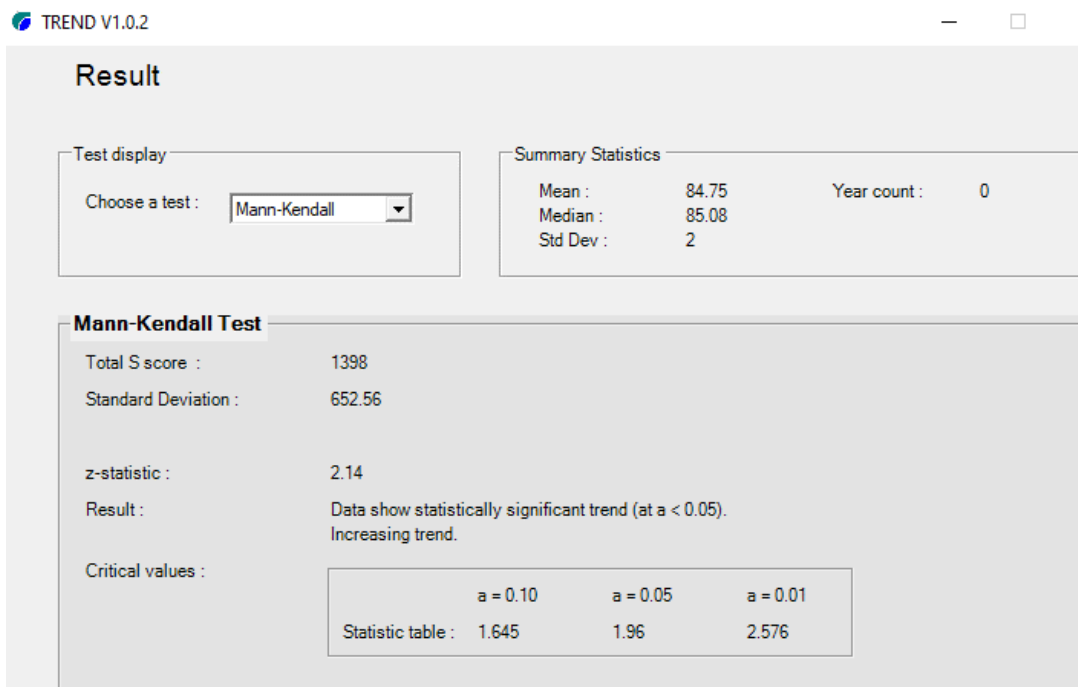 TREND V1.0.2
Result
Test display
Choose a test :
Mann-Kendall
Summary Statistics
Mean : 84.75 Year count : 0
Median : 85.08
Std Dev : 2
Mann-Kendall Test
Total S score : 1398
Standard Deviation : 652.56
z-statistic : 2.14
Result : Data show statistically significant trend (at a < 0.05).
Increasing trend.
Critical values :
a = 0.10 a = 0.05 a = 0.01
Statistic table : 1.645 1.96 2.576